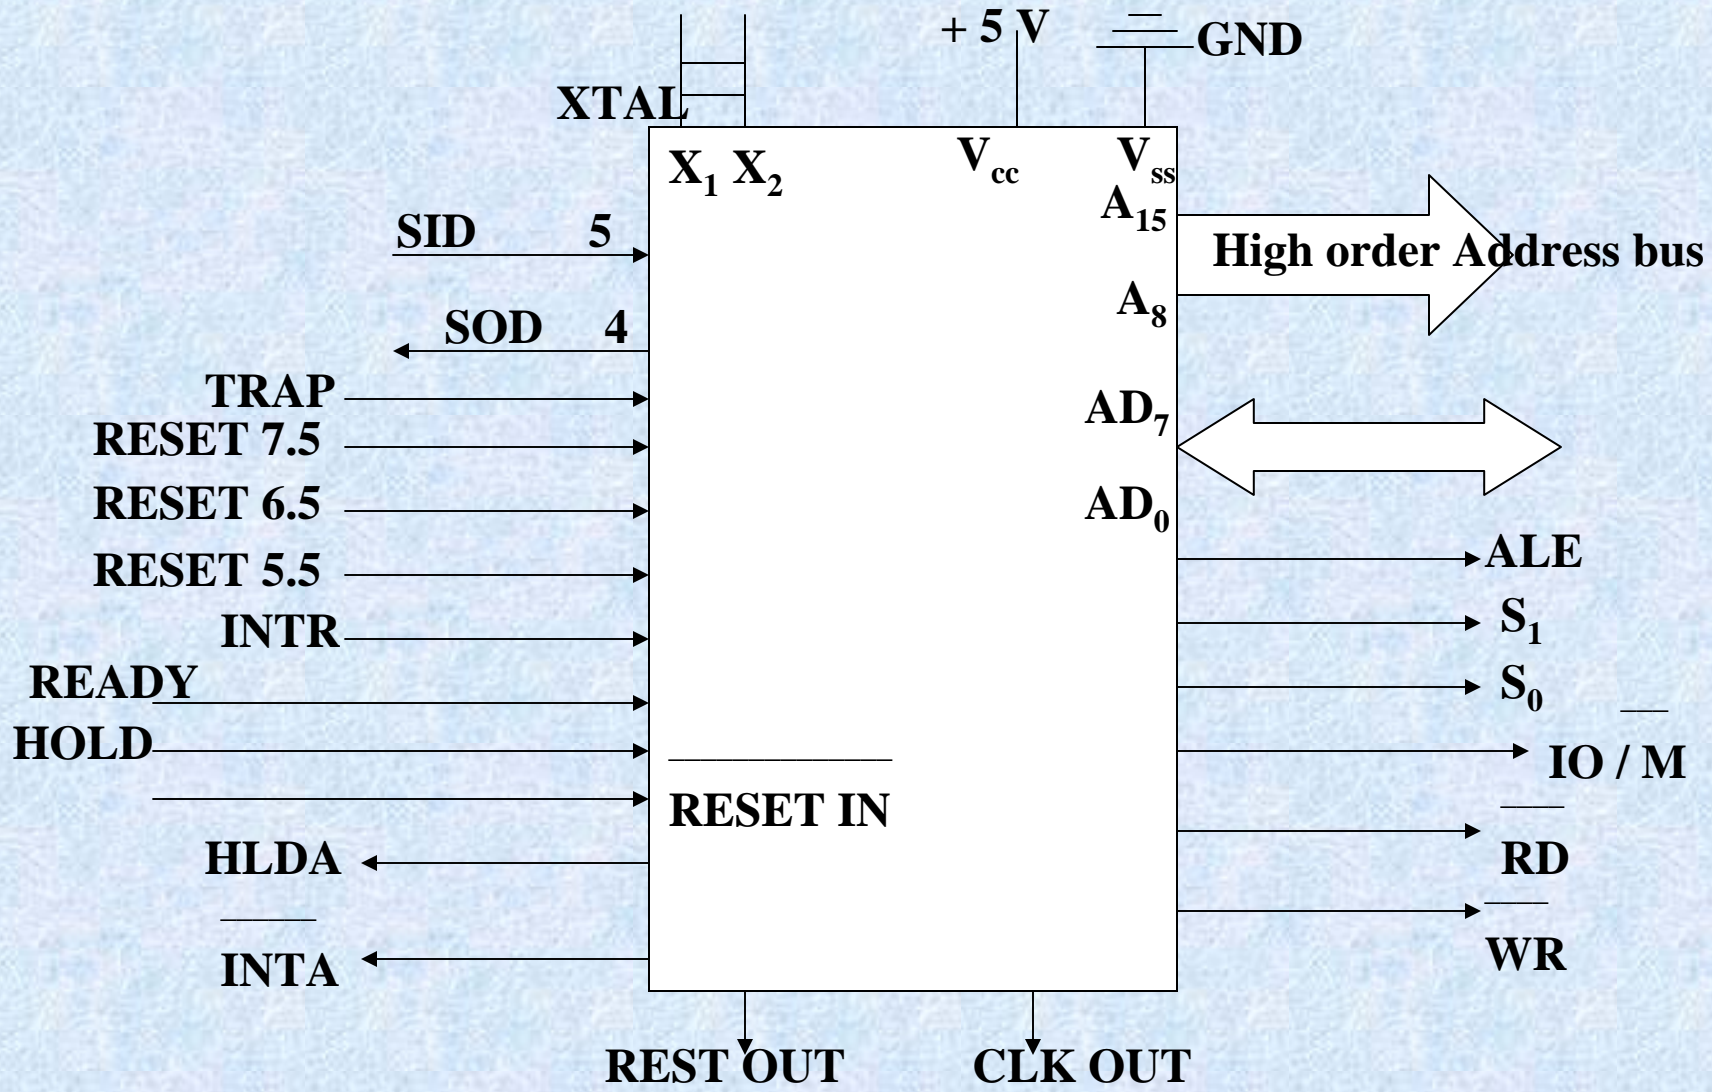 + 5 V
GND
XTAL
X1 X2
Vcc
Vss
A15
SID 5
High order Address bus
A8
SOD 4
TRAP
AD7
RESET 7.5
RESET 6.5
AD0
ALE
RESET 5.5
S1
INTR
READY
S0
HOLD
IO / M
RESET IN
HLDA
RD
INTA
WR
REST OUT
CLK OUT